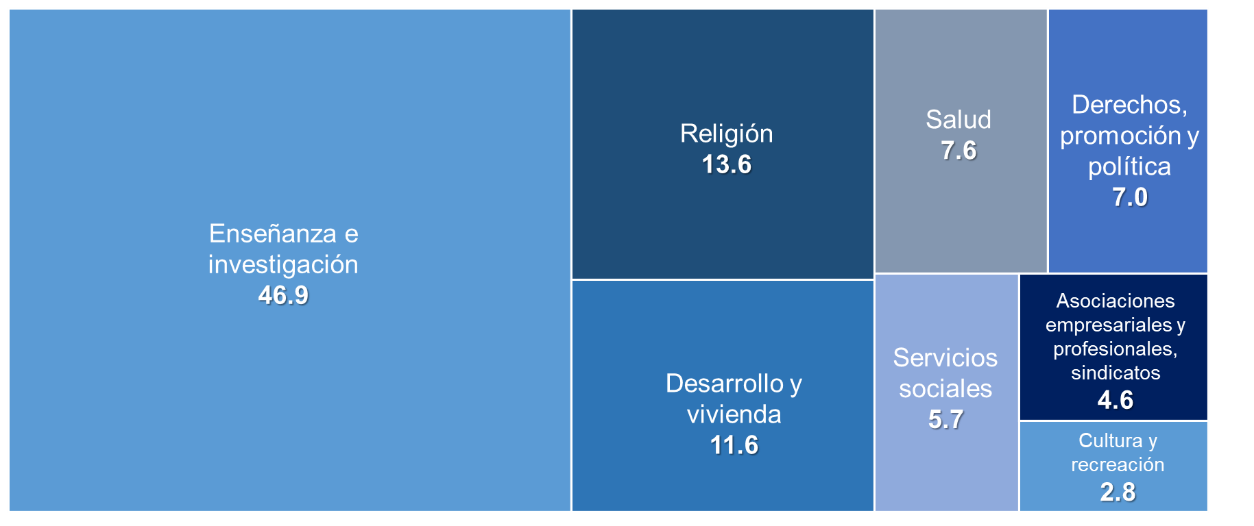 Enseñanza e
investigación
46.9
Religión
13.6
Desarrollo y
vivienda
11.6
Salud
7.6
Derechos,
promoción y
política
7.0
Servicios
sociales
5.7
Asociaciones
empresariales y
profesionales,
sindicatos
4.6
Cultura y
recreación
2.8